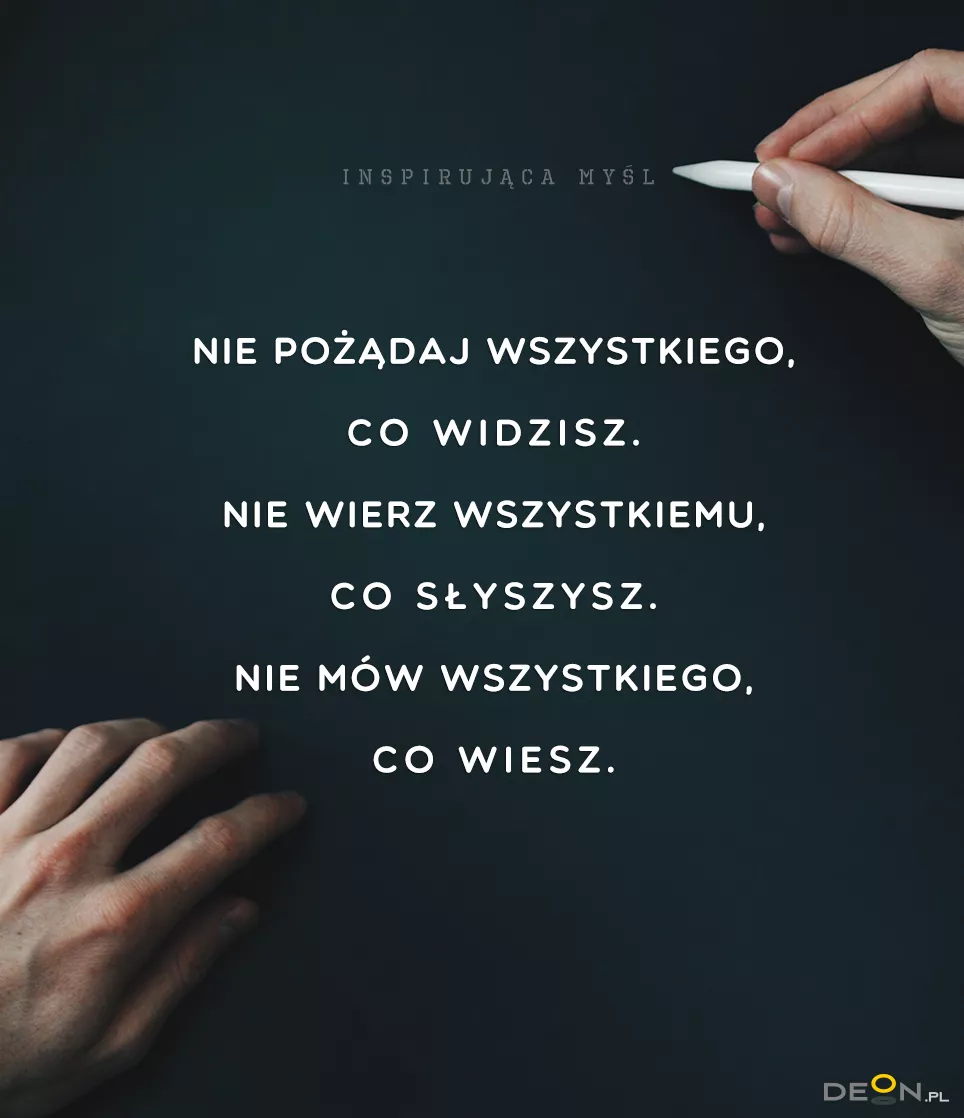 INSPIRUJĄCA MYŚL
NIE POŻĄDAJ WSZYSTKIEGO,
CO WIDZISZ.
NIE WIERZ WSZYSTKIEMU,
CO SŁYSZYSZ.
NIE MÓW WSZYSTKIEGO,
CO WIESZ.
DEON.PL